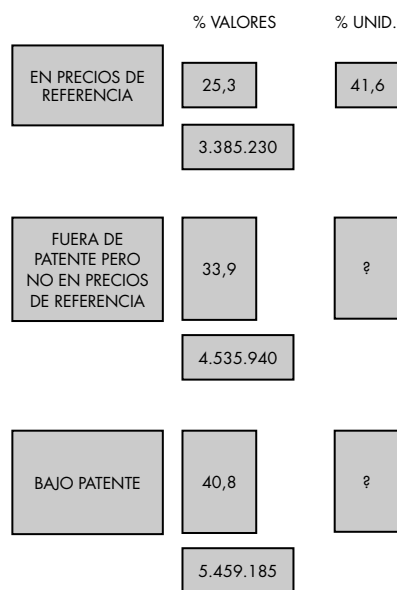 % VALORES % UNID.
EN PRECIOS DE
REFERENCIA
25,3 41,6
3.385.230
FUERA DE
PATENTE PERO
NO EN PRECIOS
DE REFERENCIA
33,9 ?
4.535.940
BAJO PATENTE 40,8 ?
5.459.185